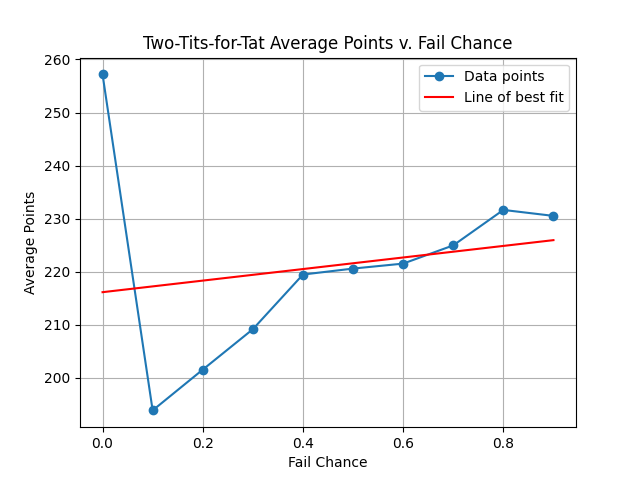 Two-Tits-for-Tat Average Points v. Fail Chance
Data points
Line of best fit
Average Points
260
250
240
230
220
210
200
0.0 0.2 0.4 0.6 0.8
Fail Chance